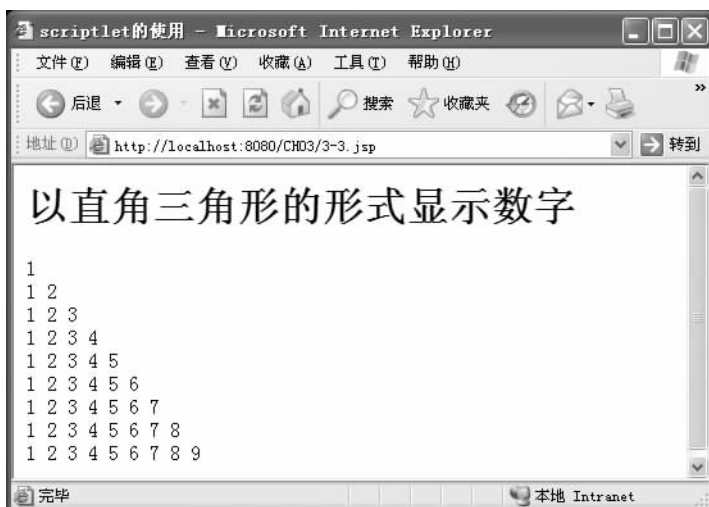 scriptlet的使用 - Microsoft Internet Explorer
文件(F) 编辑(E) 查看(V) 收藏(A) 工具(T) 帮助(H)
后退 搜索 收藏夹 »
地址(D) http://localhost:8080/CH03/3-3.jsp 转到
以直角三角形的形式显示数字
1
1 2
1 2 3
1 2 3 4
1 2 3 4 5
1 2 3 4 5 6
1 2 3 4 5 6 7
1 2 3 4 5 6 7 8
1 2 3 4 5 6 7 8 9
完毕 本地 Intranet